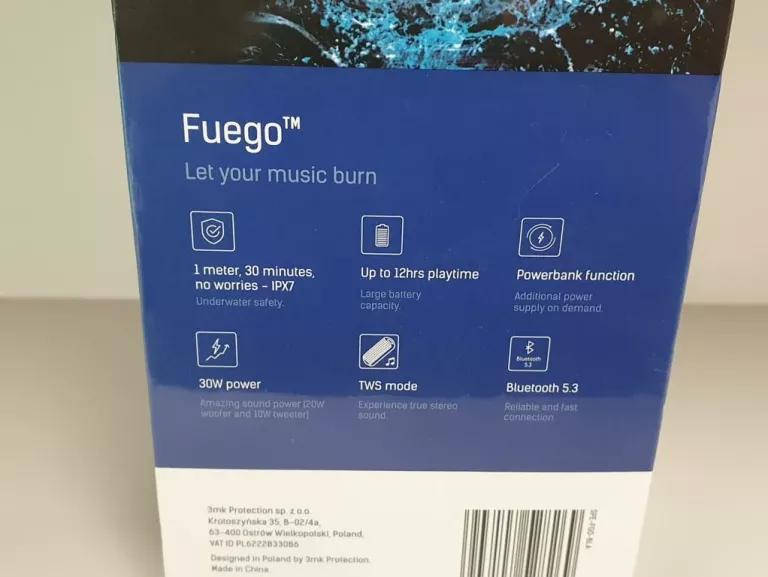 Fuego™
Let your music burn
1 meter, 30 minutes,
no worries – IPX7
Underwater safety.
Up to 12hrs playtime
Large battery
capacity.
Powerbank function
Additional power
supply on demand.
30W power
Amazing sound power (20W
woofer and 10W tweeter)
TWS mode
Experience true stereo
sound.
Bluetooth
5.3
Bluetooth 5.3
Reliable and fast
connection
3mk Protection sp. z o.o.
Krotoszyńska 35, B-02/4a,
63-400 Ostrów Wielkopolski, Poland,
VAT ID PL6222833086
Designed in Poland by 3mk Protection.
Made in China.